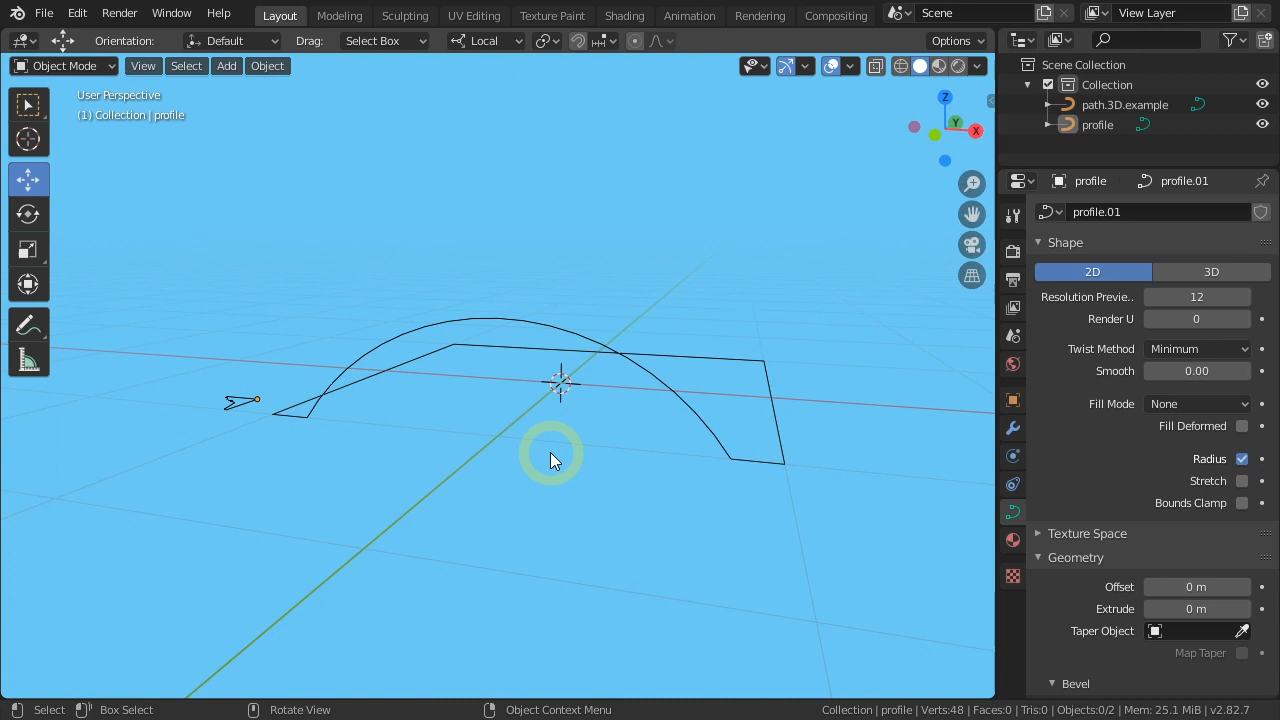 File Edit Render Window Help Layout Modeling Sculpting UV Editing Texture Paint Shading Animation Rendering Compositing Scene View Layer
Orientation: Default Drag: Select Box Local Options
Object Mode View Select Add Object
User Perspective
(1) Collection | profile
Z
Y
X
Scene Collection
Collection
path.3D.example
profile
profile profile.01
profile.01
Shape
2D 3D
Resolution Previe.. 12
Render U 0
Twist Method Minimum
Smooth 0.00
Fill Mode None
Fill Deformed
Radius
Stretch
Bounds Clamp
Texture Space
Geometry
Offset 0 m
Extrude 0 m
Taper Object
Map Taper
Bevel
Select Box Select Rotate View Object Context Menu Collection | profile | Verts:48 | Faces:0 | Tris:0 | Objects:0/2 | Mem: 25.1 MiB | v2.82.7